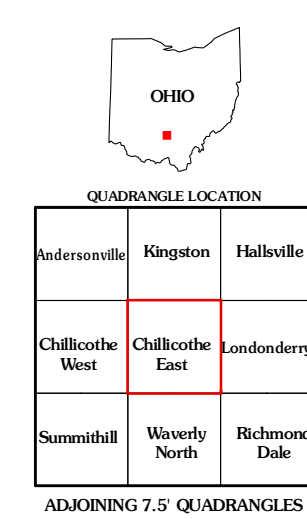 OHIO
QUADRANGLE LOCATION
Andersonville Kingston Hallsville
Chillicothe West Chillicothe East Londonderry
Summithill Waverly North Richmond Dale
ADJOINING 7.5' QUADRANGLES